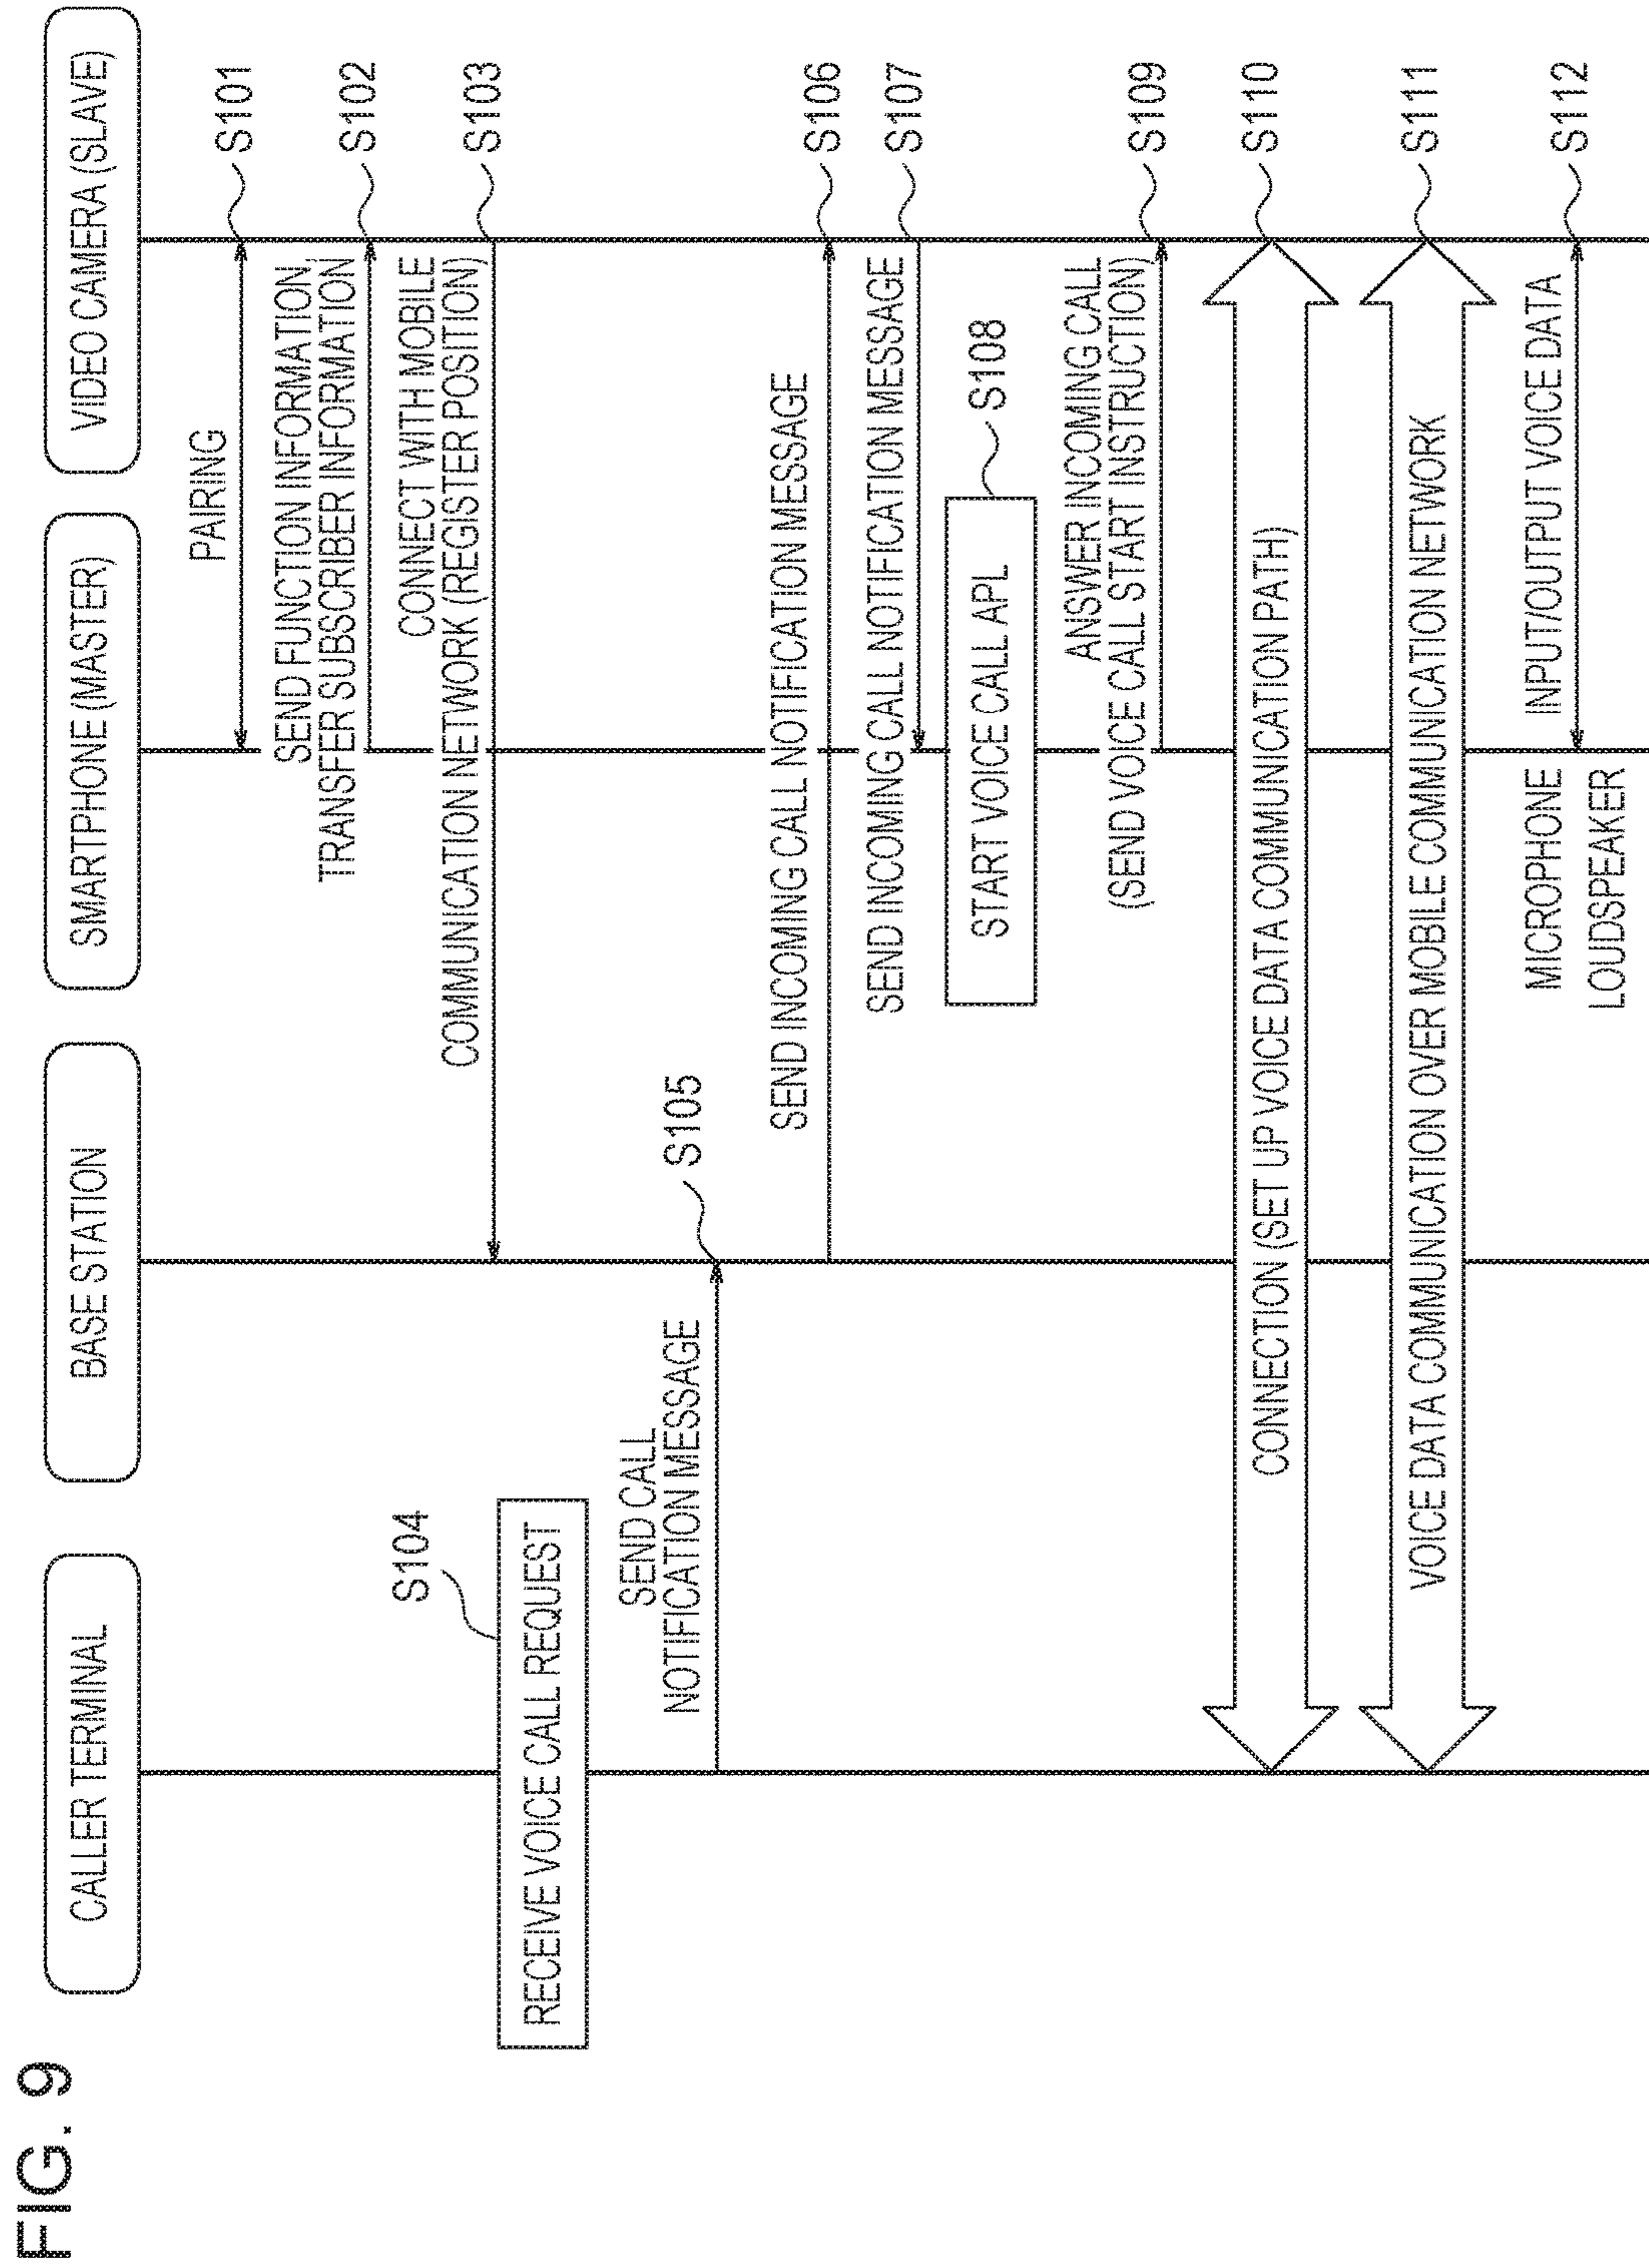 FIG. 9
CALLER TERMINAL
BASE STATION
SMARTPHONE (MASTER)
VIDEO CAMERA (SLAVE)
PAIRING
S101
SEND FUNCTION INFORMATION,
TRANSFER SUBSCRIBER INFORMATION
S102
CONNECT WITH MOBILE
COMMUNICATION NETWORK (REGISTER POSITION)
S103
S104
RECEIVE VOICE CALL REQUEST
SEND CALL
NOTIFICATION MESSAGE
S105
SEND INCOMING CALL NOTIFICATION MESSAGE
S106
SEND INCOMING CALL NOTIFICATION MESSAGE
S107
START VOICE CALL APL
S108
ANSWER INCOMING CALL
(SEND VOICE CALL START INSTRUCTION)
S109
CONNECTION (SET UP VOICE DATA COMMUNICATION PATH)
S110
VOICE DATA COMMUNICATION OVER MOBILE COMMUNICATION NETWORK
S111
MICROPHONE
LOUDSPEAKER
INPUT/OUTPUT VOICE DATA
S112